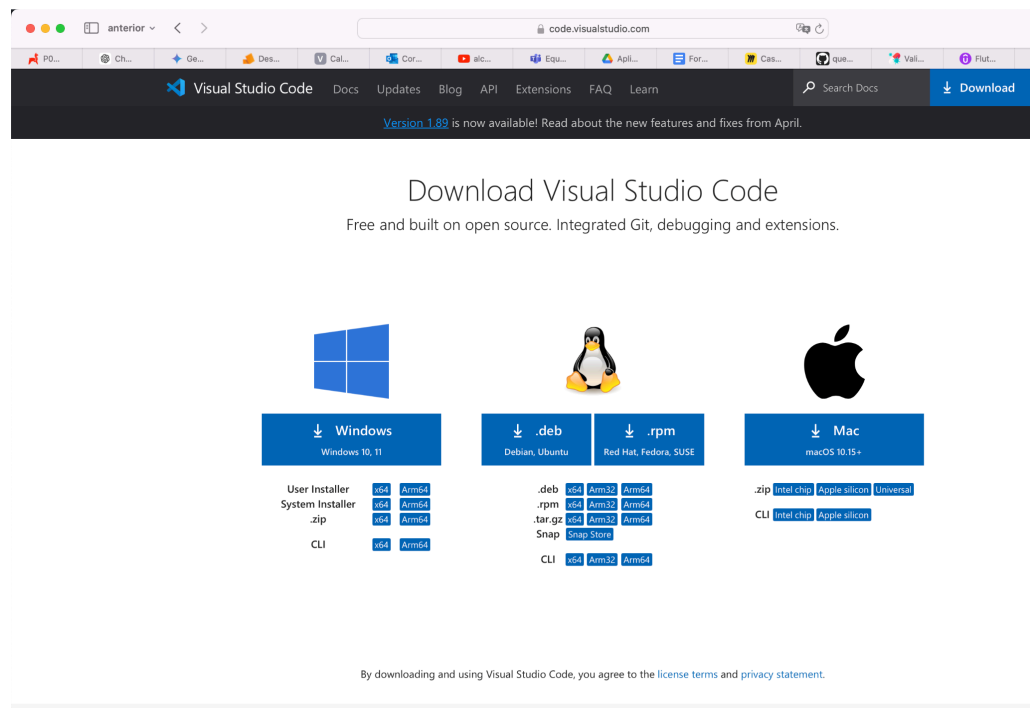 anterior
code.visualstudio.com
P0... Ch... Ge... Des... Cal... Cor... alc... Equ... Apli... For... Cas... que... Vali... Flut...
Visual Studio Code Docs Updates Blog API Extensions FAQ Learn Search Docs Download
Version 1.89 is now available! Read about the new features and fixes from April.
Download Visual Studio Code
Free and built on open source. Integrated Git, debugging and extensions.
Windows
Windows 10, 11
User Installer x64 Arm64
System Installer x64 Arm64
.zip x64 Arm64
CLI x64 Arm64
.deb
Debian, Ubuntu
.rpm
Red Hat, Fedora, SUSE
.deb x64 Arm32 Arm64
.rpm x64 Arm32 Arm64
.tar.gz x64 Arm32 Arm64
Snap Snap Store
CLI x64 Arm32 Arm64
Mac
macOS 10.15+
.zip Intel chip Apple silicon Universal
CLI Intel chip Apple silicon
By downloading and using Visual Studio Code, you agree to the license terms and privacy statement.